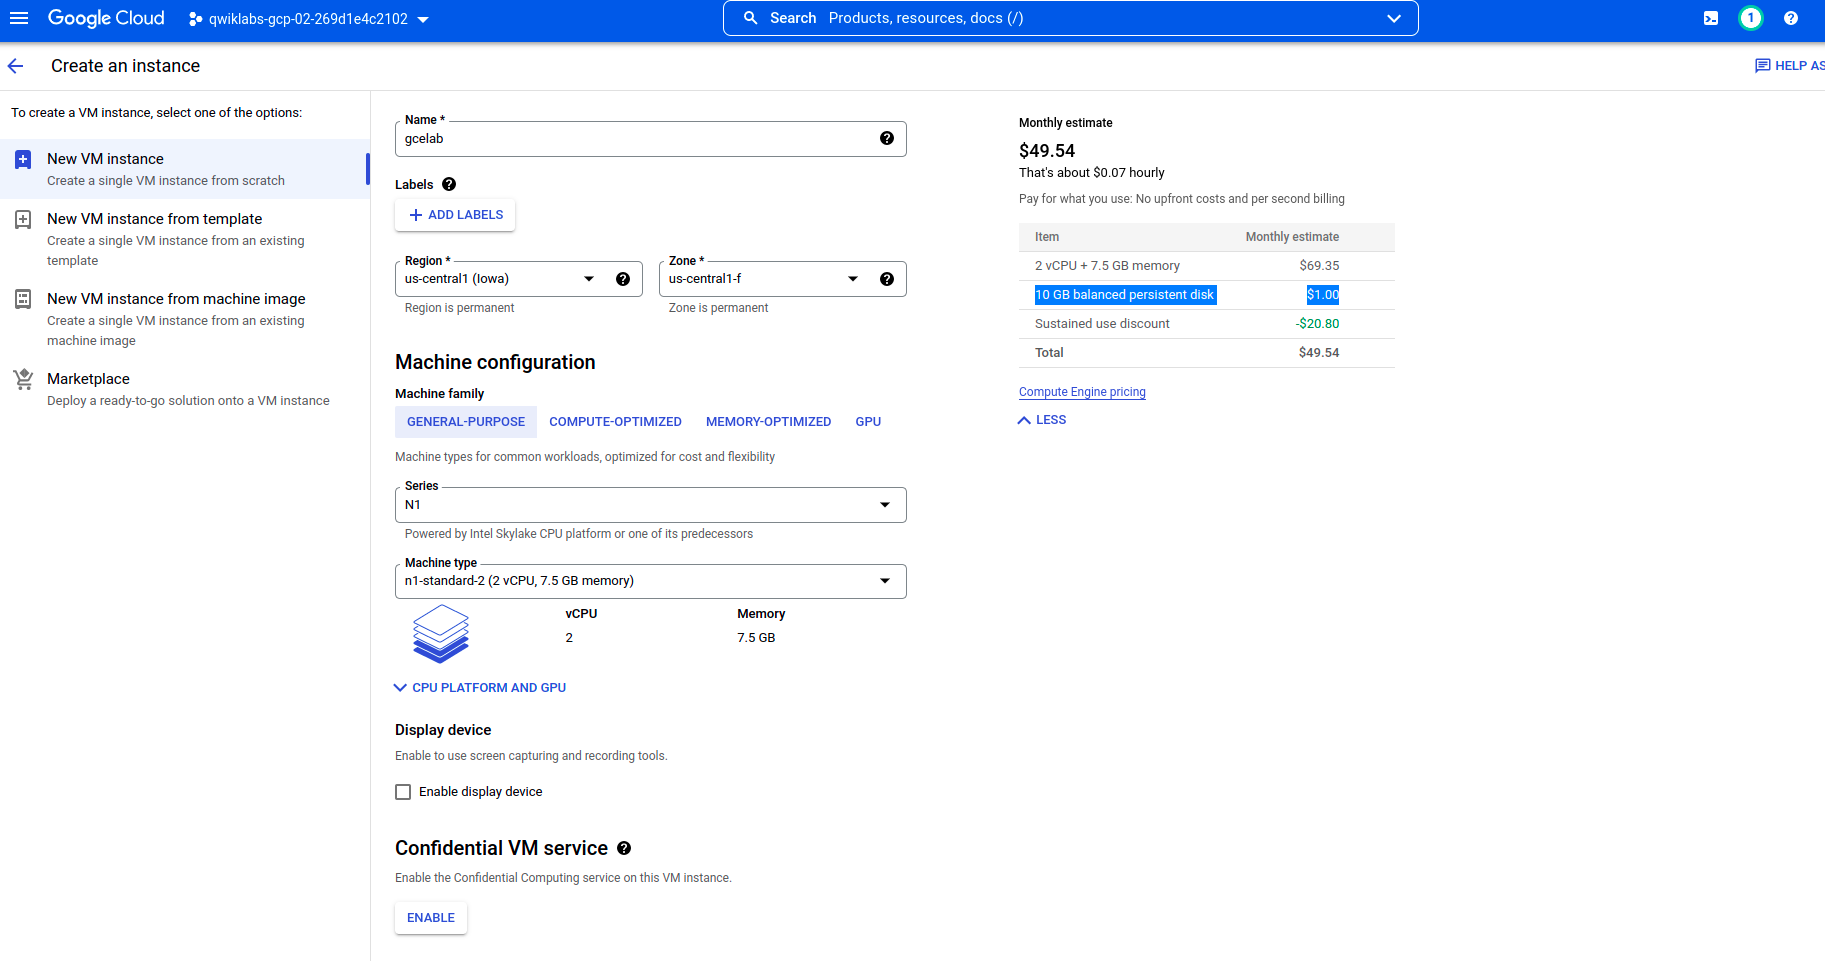 Google Cloud
qwiklabs-gcp-02-269d1e4c2102
Search Products, resources, docs (/)
1
Create an instance
HELP AS
To create a VM instance, select one of the options:
New VM instance
Create a single VM instance from scratch
New VM instance from template
Create a single VM instance from an existing
template
New VM instance from machine image
Create a single VM instance from an existing
machine image
Marketplace
Deploy a ready-to-go solution onto a VM instance
Name *
gcelab
Labels
ADD LABELS
Region *
us-central1 (Iowa)
Region is permanent
Zone *
us-central1-f
Zone is permanent
Machine configuration
Machine family
GENERAL-PURPOSE COMPUTE-OPTIMIZED MEMORY-OPTIMIZED GPU
Machine types for common workloads, optimized for cost and flexibility
Series
N1
Powered by Intel Skylake CPU platform or one of its predecessors
Machine type
n1-standard-2 (2 vCPU, 7.5 GB memory)
vCPU Memory
2 7.5 GB
CPU PLATFORM AND GPU
Display device
Enable to use screen capturing and recording tools.
Enable display device
Confidential VM service
Enable the Confidential Computing service on this VM instance.
ENABLE
Monthly estimate
$49.54
That's about $0.07 hourly
Pay for what you use: No upfront costs and per second billing
Item Monthly estimate
2 vCPU + 7.5 GB memory $69.35
10 GB balanced persistent disk $1.00
Sustained use discount -$20.80
Total $49.54
Compute Engine pricing
LESS